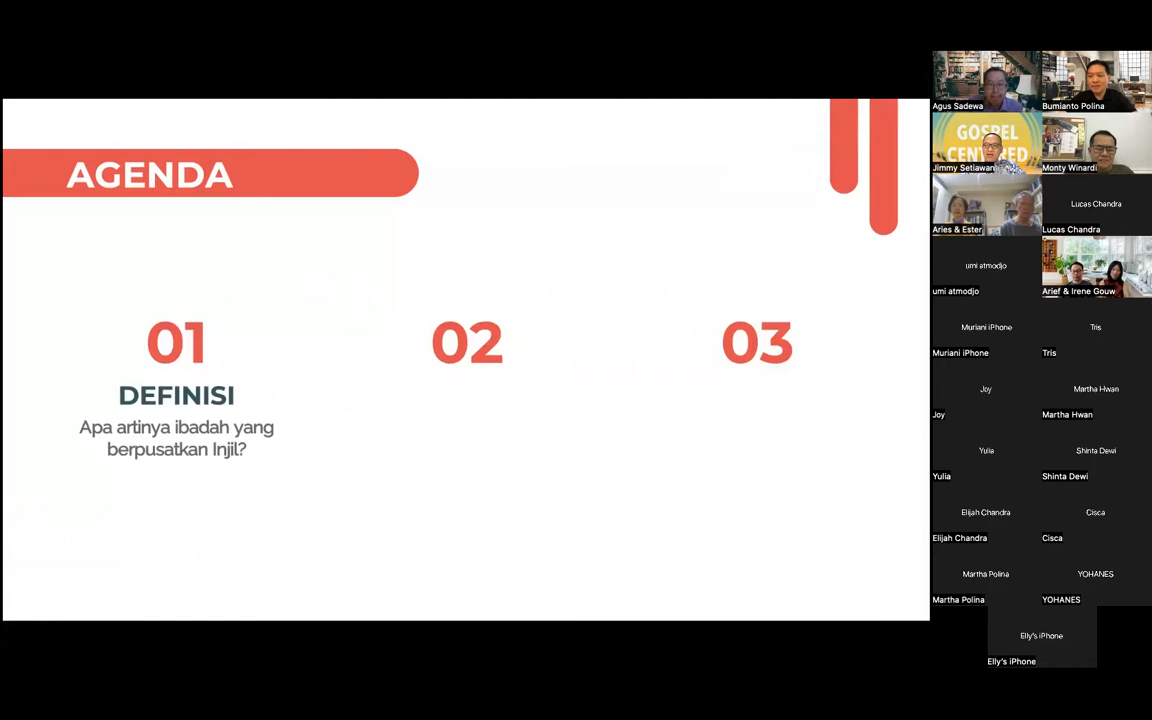 AGENDA
01
DEFINISI
Apa artinya ibadah yang
berpusatkan Injil?
02
03
Agus Sadewa
Bumianto Polina
GOSPEL
CENTRED
Jimmy Setiawan
Monty Winardi
Aries & Ester
Lucas Chandra
Lucas Chandra
umi atmodjo
umi atmodjo
Arief & Irene Gouw
Muriani iPhone
Muriani iPhone
Tris
Tris
Joy
Joy
Martha Hwan
Martha Hwan
Yulia
Yulia
Shinta Dewi
Shinta Dewi
Elijah Chandra
Elijah Chandra
Cisca
Cisca
Martha Polina
Martha Polina
YOHANES
YOHANES
Elly's iPhone
Elly's iPhone